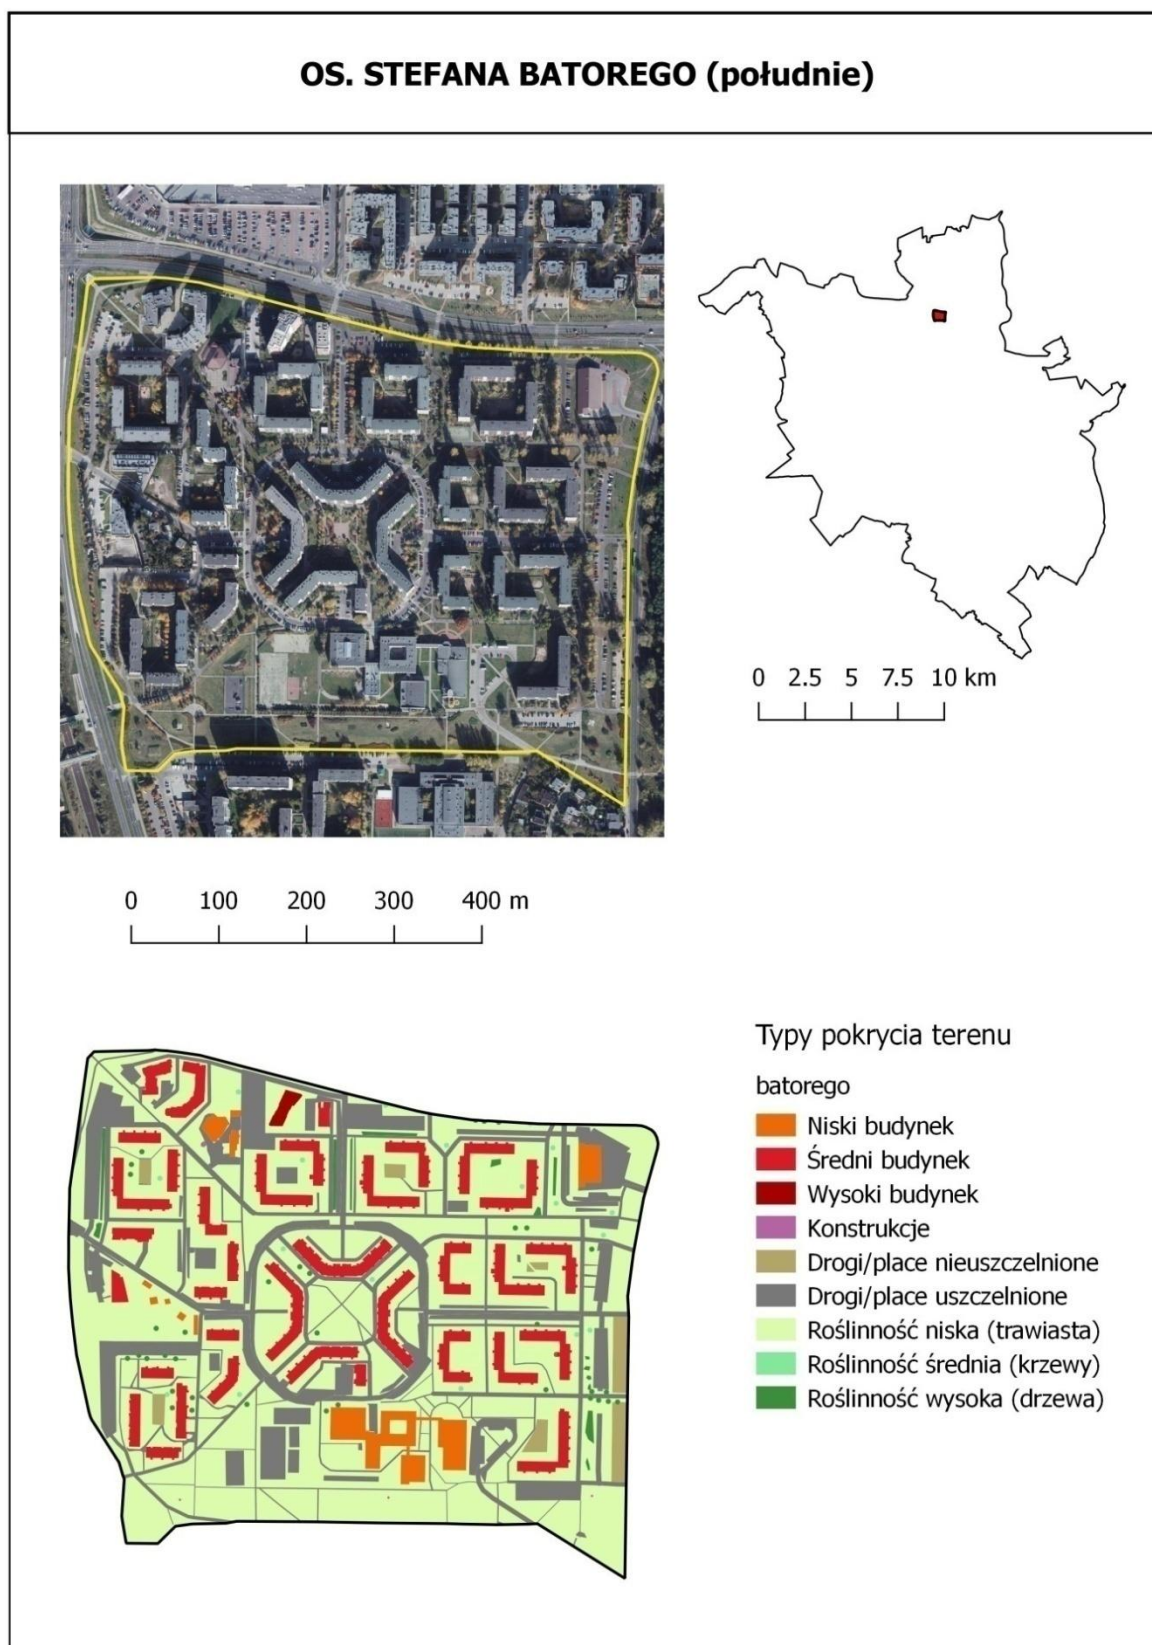 OS. STEFANA BATOREGO (południe)
0 2.5 5 7.5 10 km
0 100 200 300 400 m
Typy pokrycia terenu
batorego
Niski budynek
Średni budynek
Wysoki budynek
Konstrukcje
Drogi/place nieuszczelnione
Drogi/place uszczelnione
Roślinność niska (trawiasta)
Roślinność średnia (krzewy)
Roślinność wysoka (drzewa)